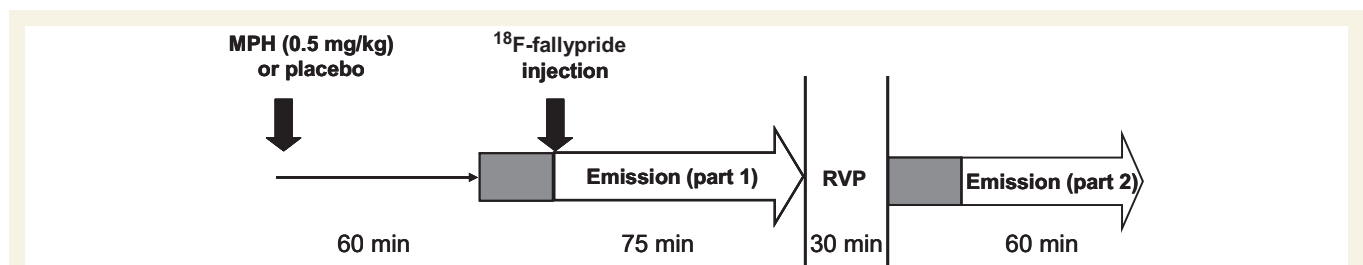 MPH (0.5 mg/kg)
or placebo
¹⁸F-fallypride
injection
Emission (part 1)
RVP
Emission (part 2)
60 min
75 min
30 min
60 min